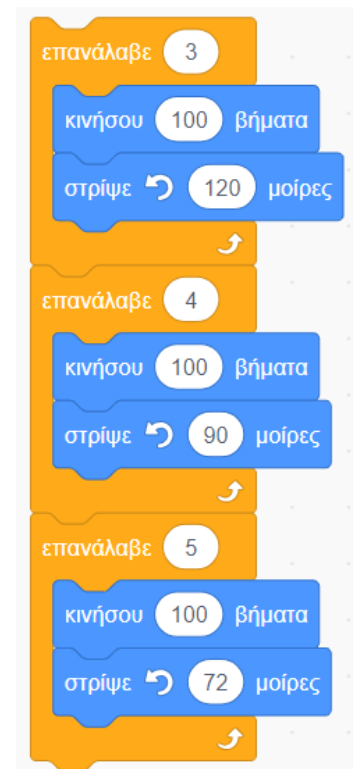 επανάλαβε 3
κινήσου 100 βήματα
στρίψε 120 μοίρες
επανάλαβε 4
κινήσου 100 βήματα
στρίψε 90 μοίρες
επανάλαβε 5
κινήσου 100 βήματα
στρίψε 72 μοίρες